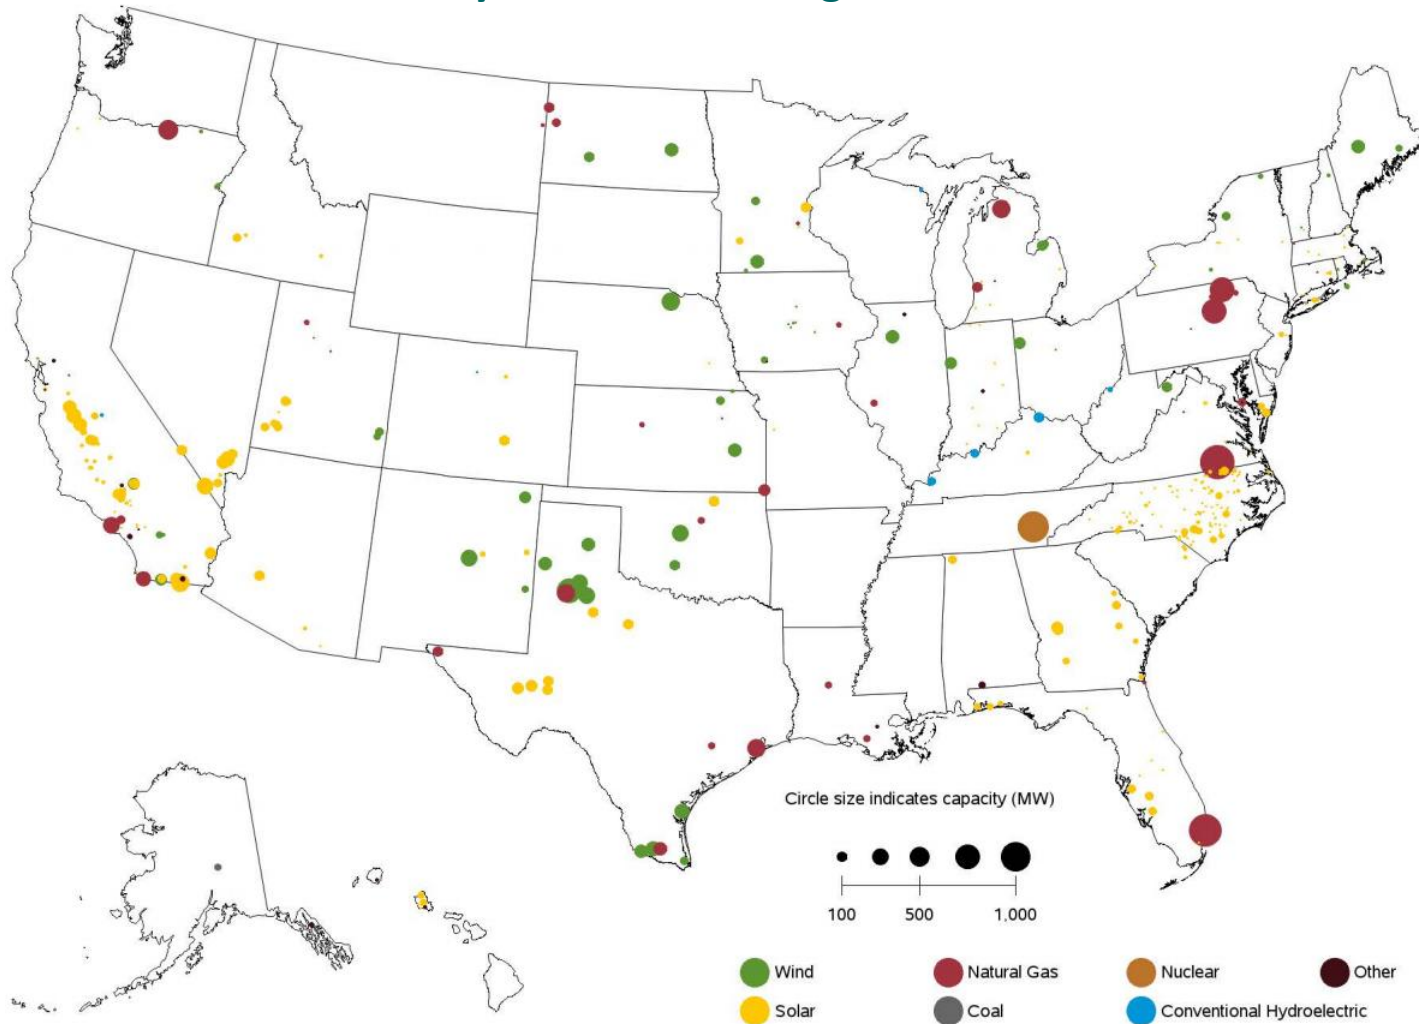 Circle size indicates capacity (MW)
100 500 1,000
Wind Natural Gas Nuclear Other
Solar Coal Conventional Hydroelectric